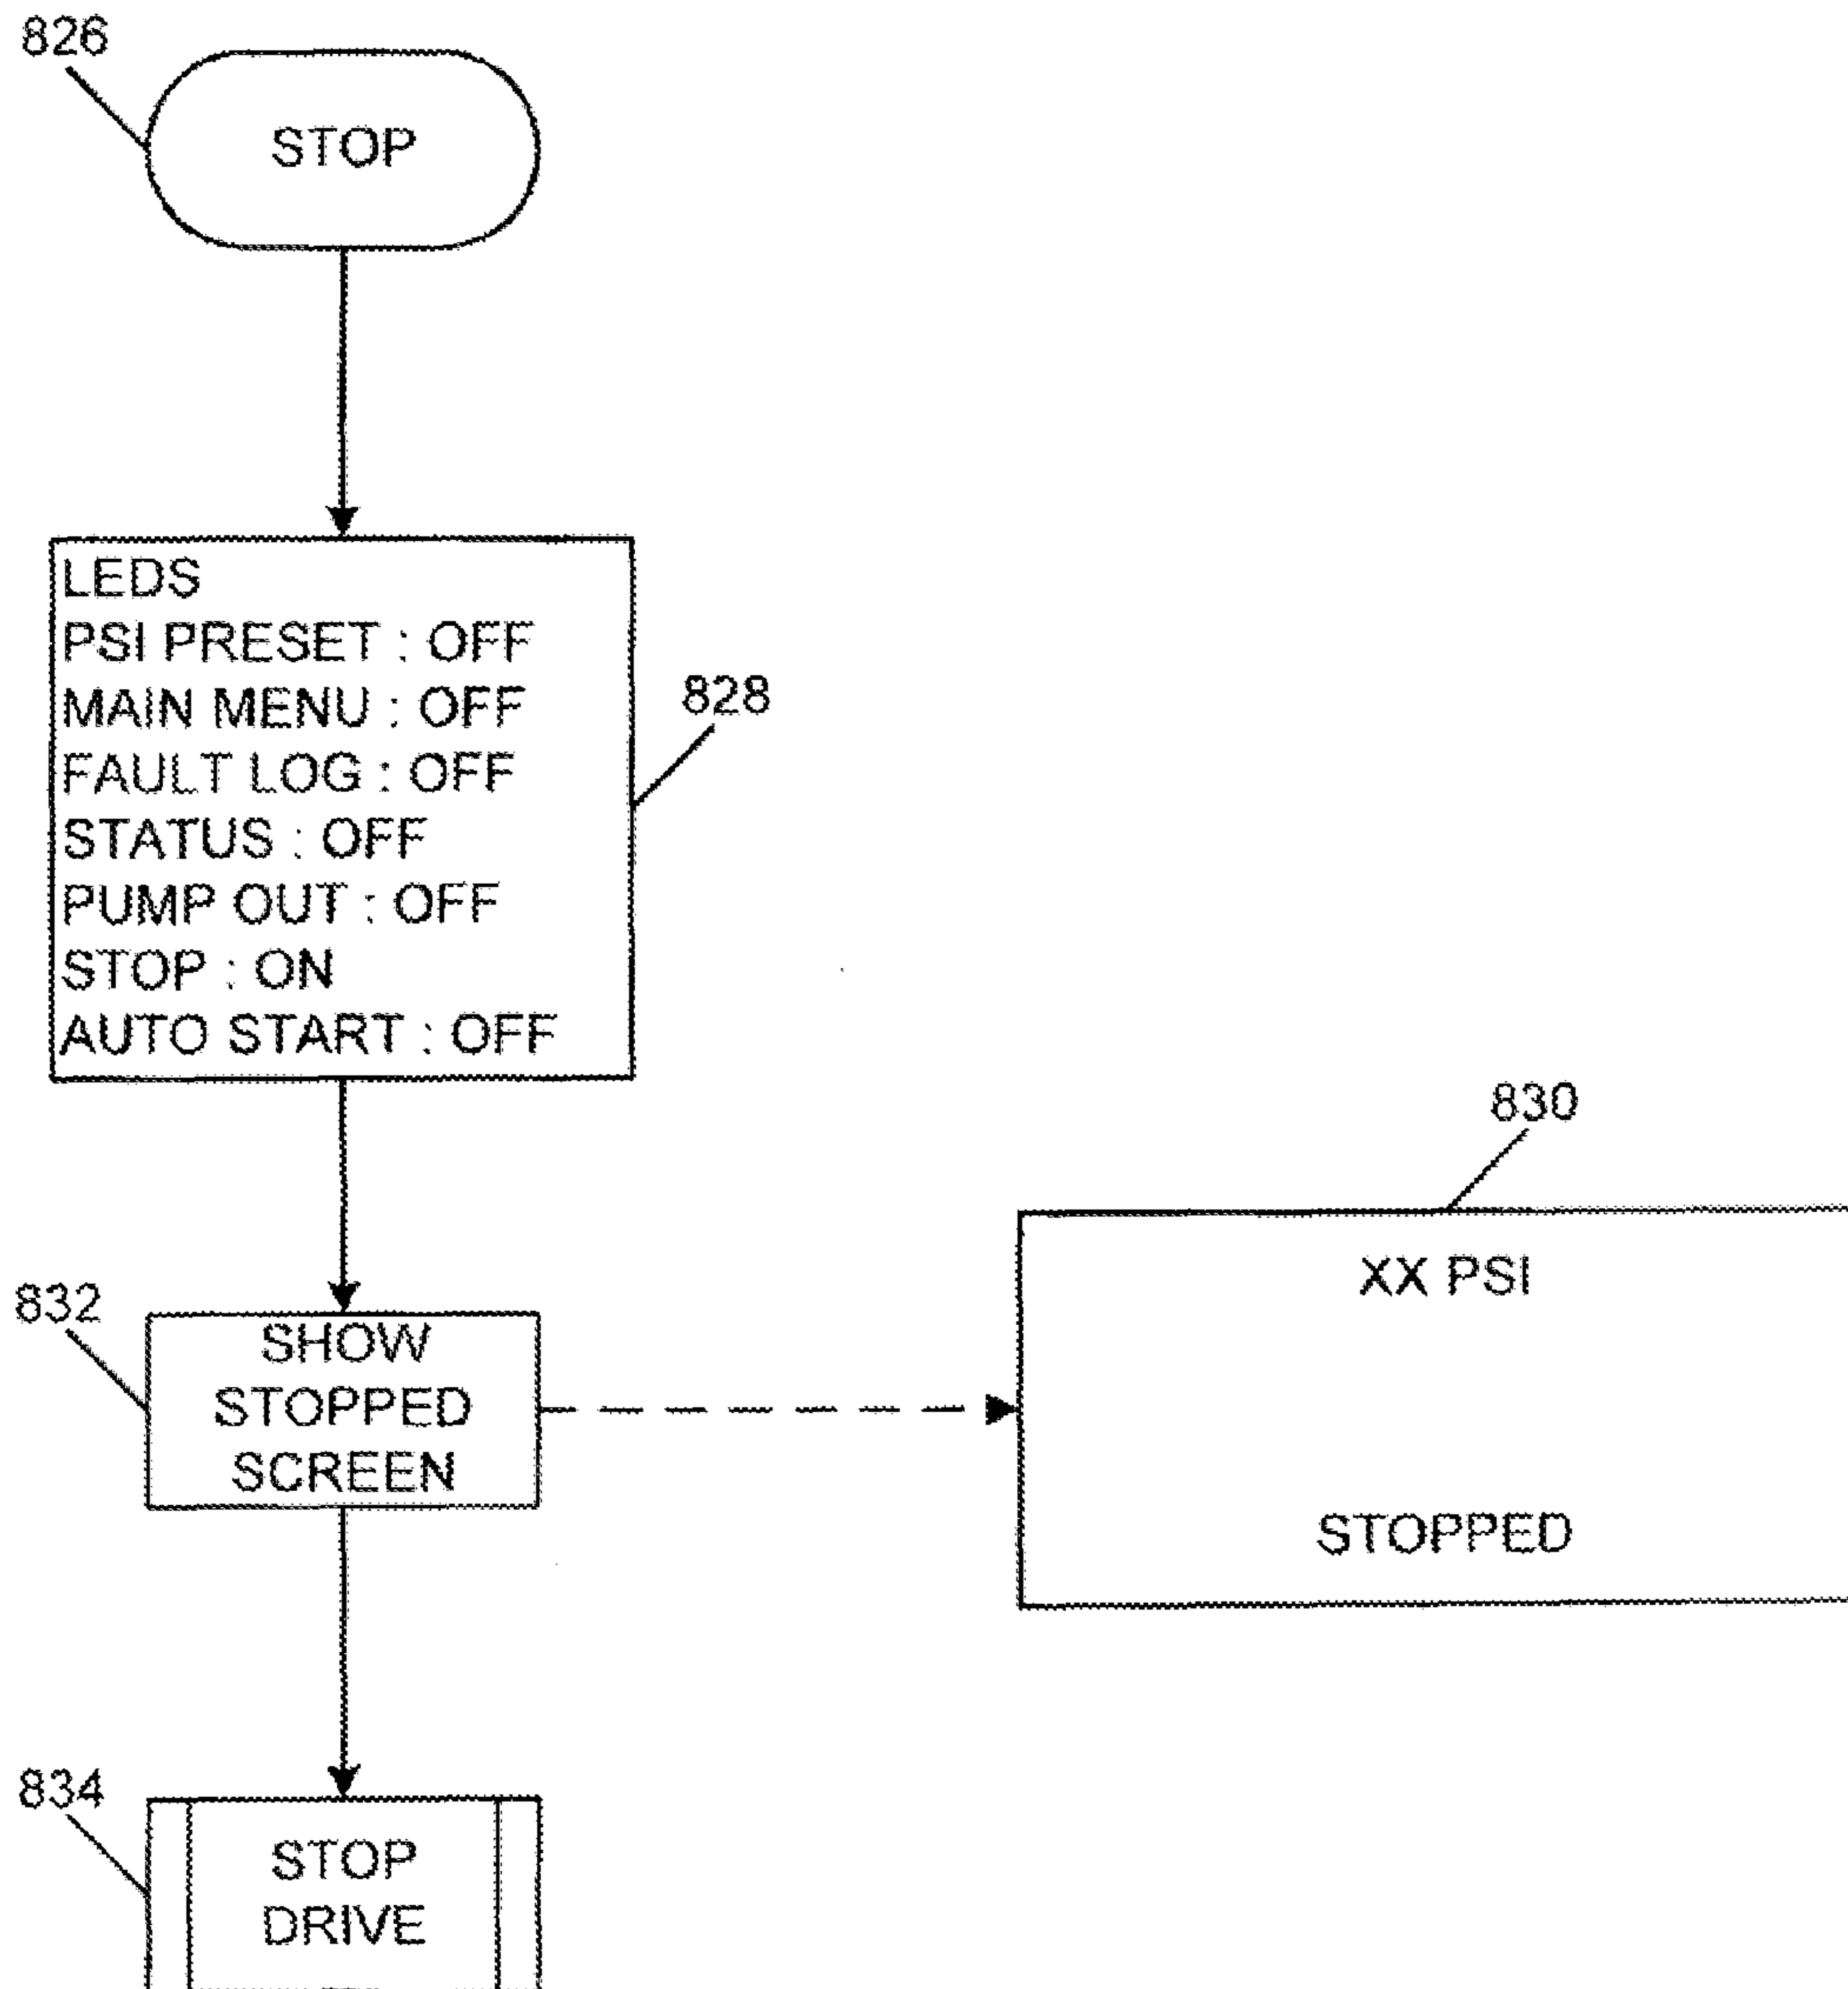 826
STOP
LEDS
PSI PRESET : OFF
MAIN MENU : OFF
FAULT LOG : OFF
STATUS : OFF
PUMP OUT : OFF
STOP : ON
AUTO START : OFF
828
830
XX PSI
STOPPED
832
SHOW
STOPPED
SCREEN
834
STOP
DRIVE